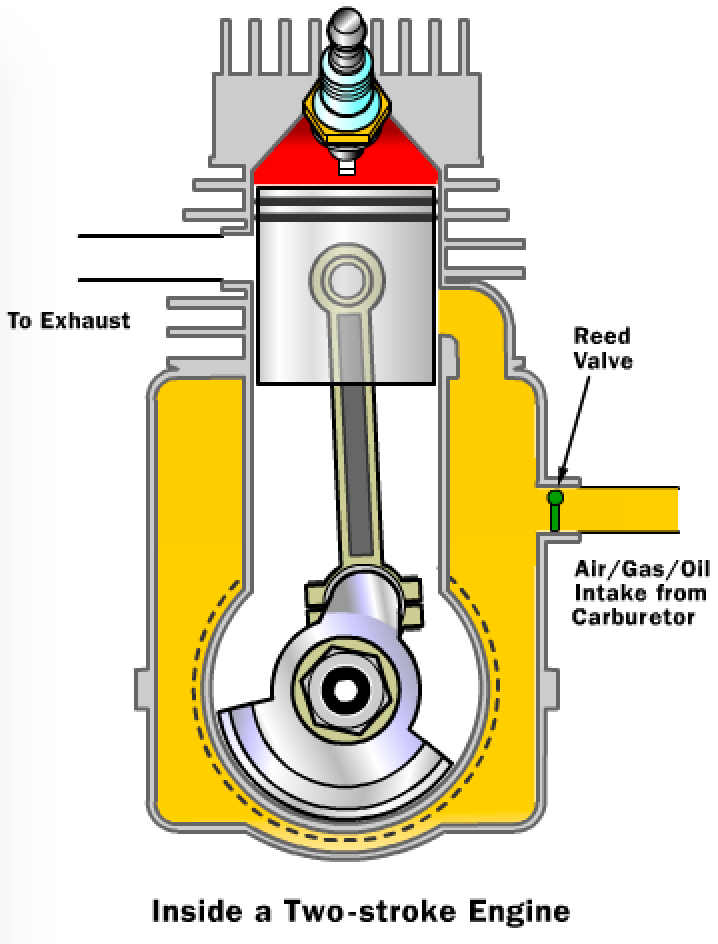 To Exhaust
Reed
Valve
Air/Gas/Oil
Intake from
Carburetor
Inside a Two-stroke Engine